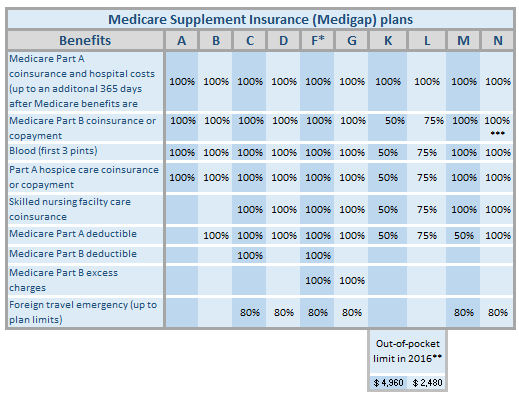 Medicare Supplement Insurance (Medigap) plans
Benefits A B C D F* G K L M N
Medicare Part A
coinsurance and hospital costs
(up to an additonal 365 days
after Medicare benefits are
100% 100% 100% 100% 100% 100% 100% 100% 100% 100%
Medicare Part B coinsurance or
copayment
100% 100% 100% 100% 100% 100% 50% 75% 100% 100%
***
Blood (first 3 pints) 100% 100% 100% 100% 100% 100% 50% 75% 100% 100%
Part A hospice care coinsurance
or copayment
100% 100% 100% 100% 100% 100% 50% 75% 100% 100%
Skilled nursing facilty care
coinsurance
100% 100% 100% 100% 50% 75% 100% 100%
Medicare Part A deductible 100% 100% 100% 100% 100% 50% 75% 50% 100%
Medicare Part B deductible 100% 100%
Medicare Part B excess
charges
100% 100%
Foreign travel emergency (up to
plan limits)
80% 80% 80% 80% 80% 80%
Out-of-pocket
limit in 2016**
$ 4,960 $ 2,480